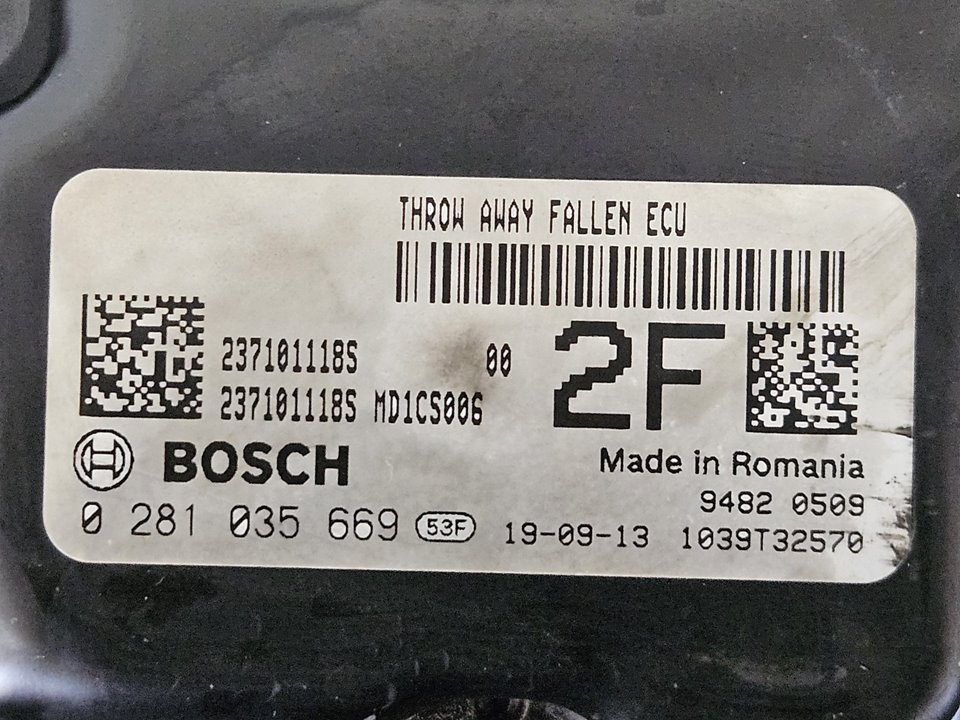 THROW AWAY FALLEN ECU
237101118S 00
237101118S MD1CS006
2F
BOSCH
Made in Romania
9482 0509
0 281 035 669 53F 19-09-13 1039T32570